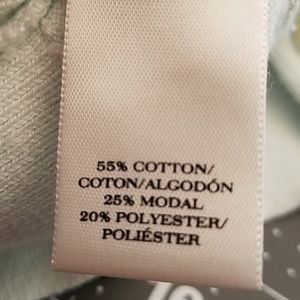 55% COTTON/
COTON/ALGODÓN
25% MODAL
20% POLYESTER/
POLIÉSTER